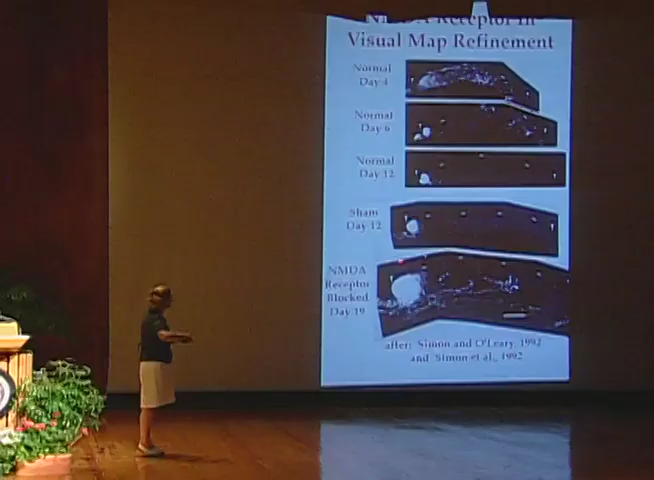 NMDA Receptor in
Visual Map Refinement
Normal
Day 4
Normal
Day 6
Normal
Day 12
Sham
Day 12
NMDA
Receptor
Blocked
Day 19
after: Simon and O'Leary, 1992
and Simon et al., 1992